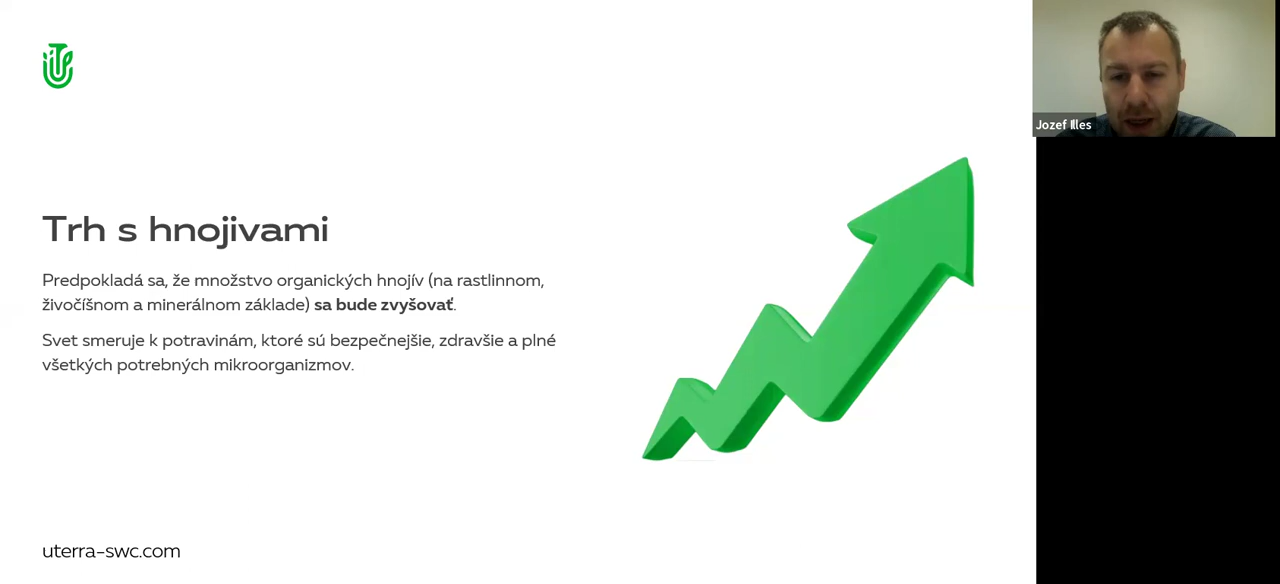 Trh s hnojivami
Predpokladá sa, že množstvo organických hnojív (na rastlinnom,
živočíšnom a minerálnom základe) sa bude zvyšovať.
Svet smeruje k potravinám, ktoré sú bezpečnejšie, zdravšie a plné
všetkých potrebných mikroorganizmov.
uterra-swc.com
Jozef Illes